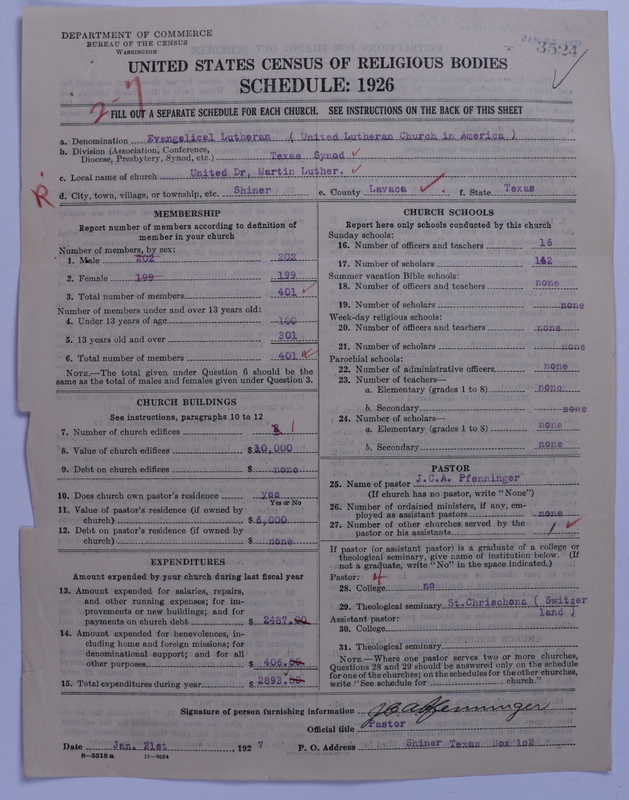 DEPARTMENT OF COMMERCE
BUREAU OF THE CENSUS
WASHINGTON
3524
UNITED STATES CENSUS OF RELIGIOUS BODIES
SCHEDULE: 1926
2-7
FILL OUT A SEPARATE SCHEDULE FOR EACH CHURCH. SEE INSTRUCTIONS ON THE BACK OF THIS SHEET
a. Denomination Evangelical Lutheran ( United Lutheran Church in America )
b. Division (Association, Conference,
Diocese, Presbytery, Synod, etc.) Texas Synod
c. Local name of church United Dr, Martin Luther.
R
d. City, town, village, or township, etc. Shiner e. County Lavaca f. State Texas
MEMBERSHIP
Report number of members according to definition of
member in your church
Number of members, by sex:
1. Male 202 202
2. Female 199 199
3. Total number of members 401
Number of members under and over 13 years old:
4. Under 13 years of age 100
5. 13 years old and over 301
6. Total number of members 401
NOTE.—The total given under Question 6 should be
same as the total of males and females given under Question 3.
CHURCH BUILDINGS
See instructions, paragraphs 10 to 12
7. Number of church edifices 1
8. Value of church edifices $10,000
9. Debt on church edifices $ none
10. Does church own pastor's residence yes
Yes or No
11. Value of pastor's residence (if owned by
church) $ 6,000
12. Debt on pastor's residence (if owned by
church) $ none
EXPENDITURES
Amount expended by your church during last fiscal year
13. Amount expended for salaries, repairs,
and other running expenses; for im-
provements or new buildings; and for
payments on church debt $ 2487.00
14. Amount expended for benevolences, in-
cluding home and foreign missions; for
denominational support; and for all
other purposes $ 406.
15. Total expenditures during year $ 2893.
CHURCH SCHOOLS
Report here only schools conducted by this church
Sunday schools:
16. Number of officers and teachers 16
17. Number of scholars 142
Summer vacation Bible schools:
18. Number of officers and teachers none
19. Number of scholars none
Week-day religious schools:
20. Number of officers and teachers none
21. Number of scholars none
Parochial schools:
22. Number of administrative officers none
23. Number of teachers—
a. Elementary (grades 1 to 8) none
b. Secondary none
24. Number of scholars—
a. Elementary (grades 1 to 8) none
b. Secondary none
PASTOR
25. Name of pastor J.C.A. Pfenninger
(If church has no pastor, write "None")
26. Number of ordained ministers, if any, em-
ployed as assistant pastors none
27. Number of other churches served by the
pastor or his assistants 1
If pastor (or assistant pastor) is a graduate of a college or
theological seminary, give name of institution below. (If
not a graduate, write "No" in the space indicated.)
Pastor: 4
28. College no
29. Theological seminary St.Chrischona ( Switzer
land )
Assistant pastor:
30. College
31. Theological seminary
NOTE.—Where one pastor serves two or more churches,
Questions 28 and 29 should be answered only on the schedule
for one of the churches; on the schedules for the other churches,
write "See schedule for church."
Signature of person furnishing information J C A Pfenninger
Official title Pastor
Date Jan. 21st, 1927 P. O. Address Shiner Texas Box 1o2
8—5518 a 11—9034